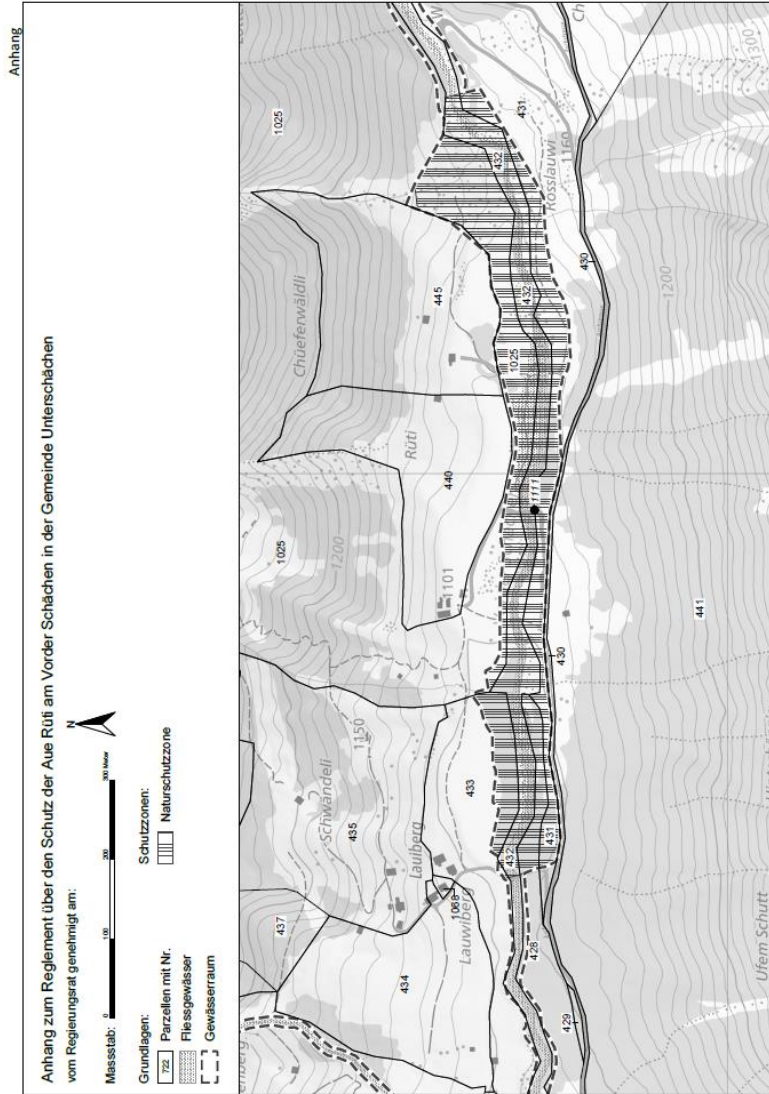 Anhang
Anhang zum Reglement über den Schutz der Aue Rüti am Vorder Schächen in der Gemeinde Unterschächen
vom Regierungsrat genehmigt am:
Massstab:
0 100 200 300 Meter
N
Grundlagen:
722 Parzellen mit Nr.
Fliessgewässer
Gewässerraum
Schutzzonen:
Naturschutzzone
437
1025
1025
Chüeferwäldli
1200
Schwändeli
1150
435
Rüti
445
440
1101
Laulberg
433
1068
Lauwiberg
434
1025
432
431
432
Rösslauwi
1160
W
Ch
1300
1111
432
431
428
429
430
430
1200
441
Ufem Schutt